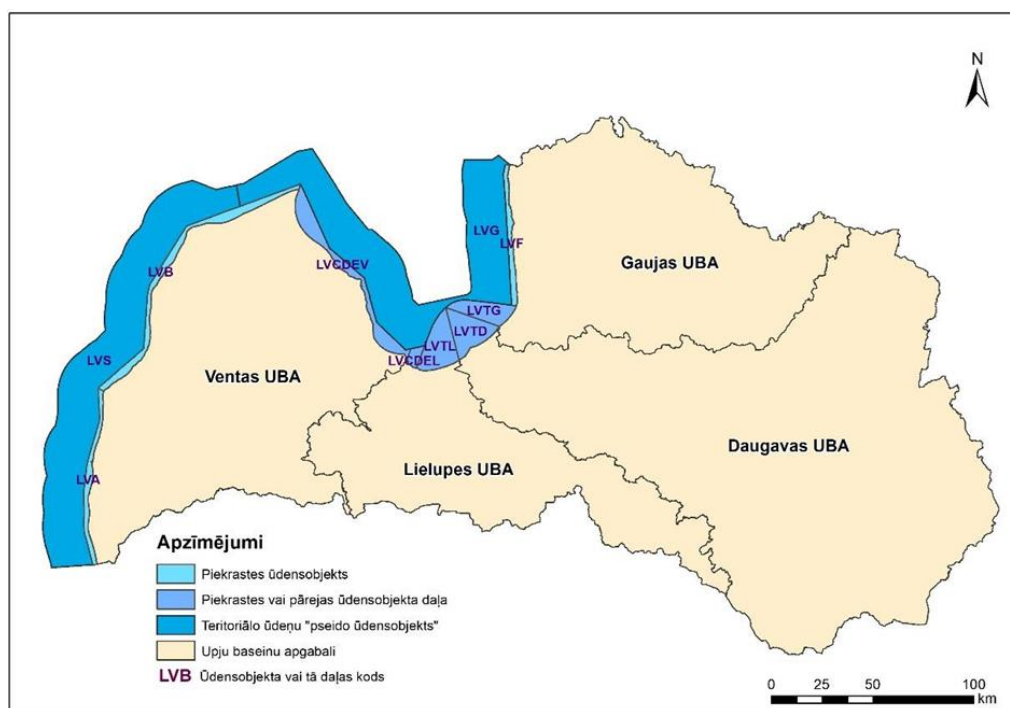 N
LVG
LVF
Gaujas UBA
LVB
LVCDEV
LVTG
LVTD
LVTL
LVCDEL
LVS
Ventas UBA
Daugavas UBA
Lielupes UBA
LVA
Apzīmējumi
Piekrastes ūdensobjekts
Piekrastes vai pārejas ūdensobjekta daļa
Teritoriālo ūdeņu "pseido ūdensobjekts"
Upju baseinu apgabali
LVB Ūdensobjekta vai tā daļas kods
0 25 50 100
km